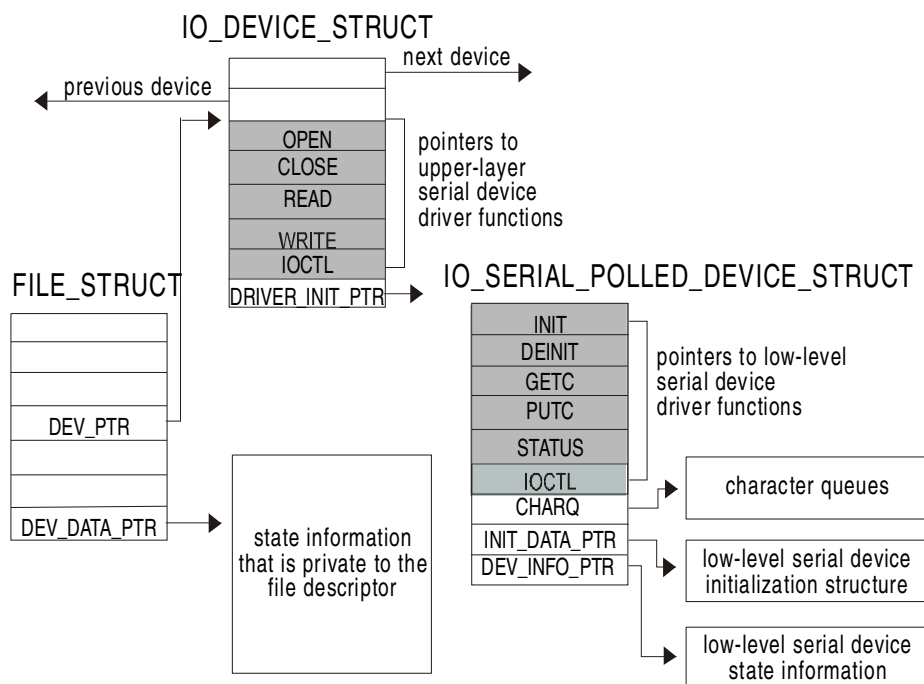 IO_DEVICE_STRUCT
next device
previous device
OPEN
CLOSE
READ
WRITE
IOCTL
DRIVER_INIT_PTR
pointers to
upper-layer
serial device
driver functions
FILE_STRUCT
DEV_PTR
DEV_DATA_PTR
state information
that is private to the
file descriptor
IO_SERIAL_POLLED_DEVICE_STRUCT
INIT
DEINIT
GETC
PUTC
STATUS
IOCTL
CHARQ
INIT_DATA_PTR
DEV_INFO_PTR
pointers to low-level
serial device
driver functions
character queues
low-level serial device
initialization structure
low-level serial device
state information